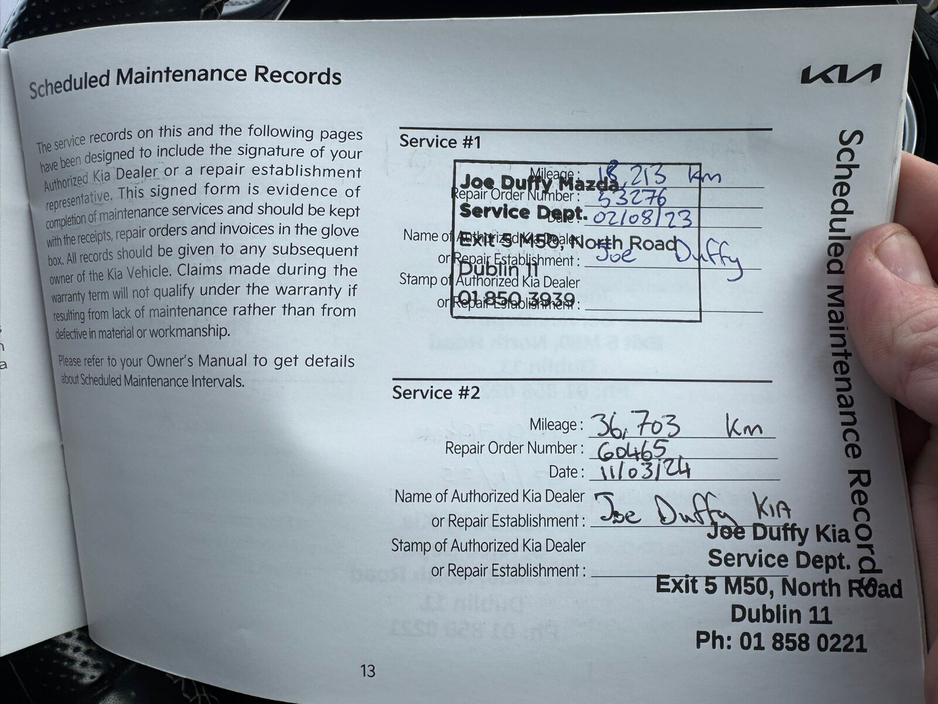 Scheduled Maintenance Records
KIA
The service records on this and the following pages
have been designed to include the signature of your
Authorized Kia Dealer or a repair establishment
representative. This signed form is evidence of
completion of maintenance services and should be kept
with the receipts, repair orders and invoices in the glove
box. All records should be given to any subsequent
owner of the Kia Vehicle. Claims made during the
warranty term will not qualify under the warranty if
resulting from lack of maintenance rather than from
defective in material or workmanship.
Please refer to your Owner's Manual to get details
about Scheduled Maintenance Intervals.
Service #1
Mileage : 18,213 km
Repair Order Number : 53276
Date : 02/08/23
Name of Authorized Kia Dealer
or Repair Establishment : Joe Duffy
Stamp of Authorized Kia Dealer
or Repair Establishment :
Joe Duffy Mazda
Service Dept.
Exit 5 M50, North Road
Dublin 11
01 850 3939
Service #2
Mileage : 36,703 km
Repair Order Number : 60465
Date : 11/03/24
Name of Authorized Kia Dealer
or Repair Establishment : Joe Duffy KIA
Stamp of Authorized Kia Dealer
or Repair Establishment :
Joe Duffy Kia
Service Dept.
Exit 5 M50, North Road
Dublin 11
Ph: 01 858 0221
Scheduled Maintenance Records
13